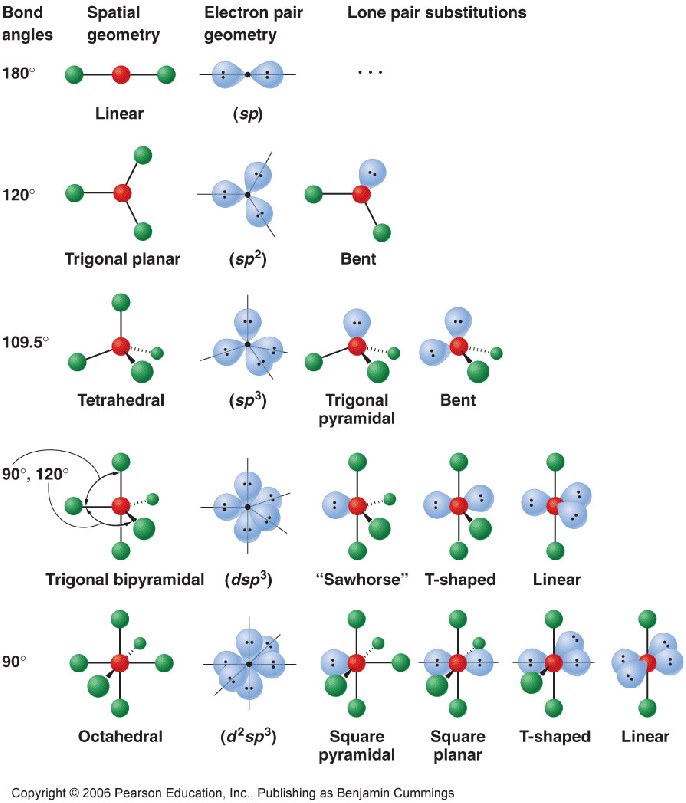 Bond angles
Spatial geometry
Electron pair geometry
Lone pair substitutions
180°
Linear
(sp)
· · ·
120°
Trigonal planar
(sp²)
Bent
109.5°
Tetrahedral
(sp³)
Trigonal pyramidal
Bent
90°, 120°
Trigonal bipyramidal
(dsp³)
“Sawhorse”
T-shaped
Linear
90°
Octahedral
(d²sp³)
Square pyramidal
Square planar
T-shaped
Linear
Copyright © 2006 Pearson Education, Inc., Publishing as Benjamin Cummings